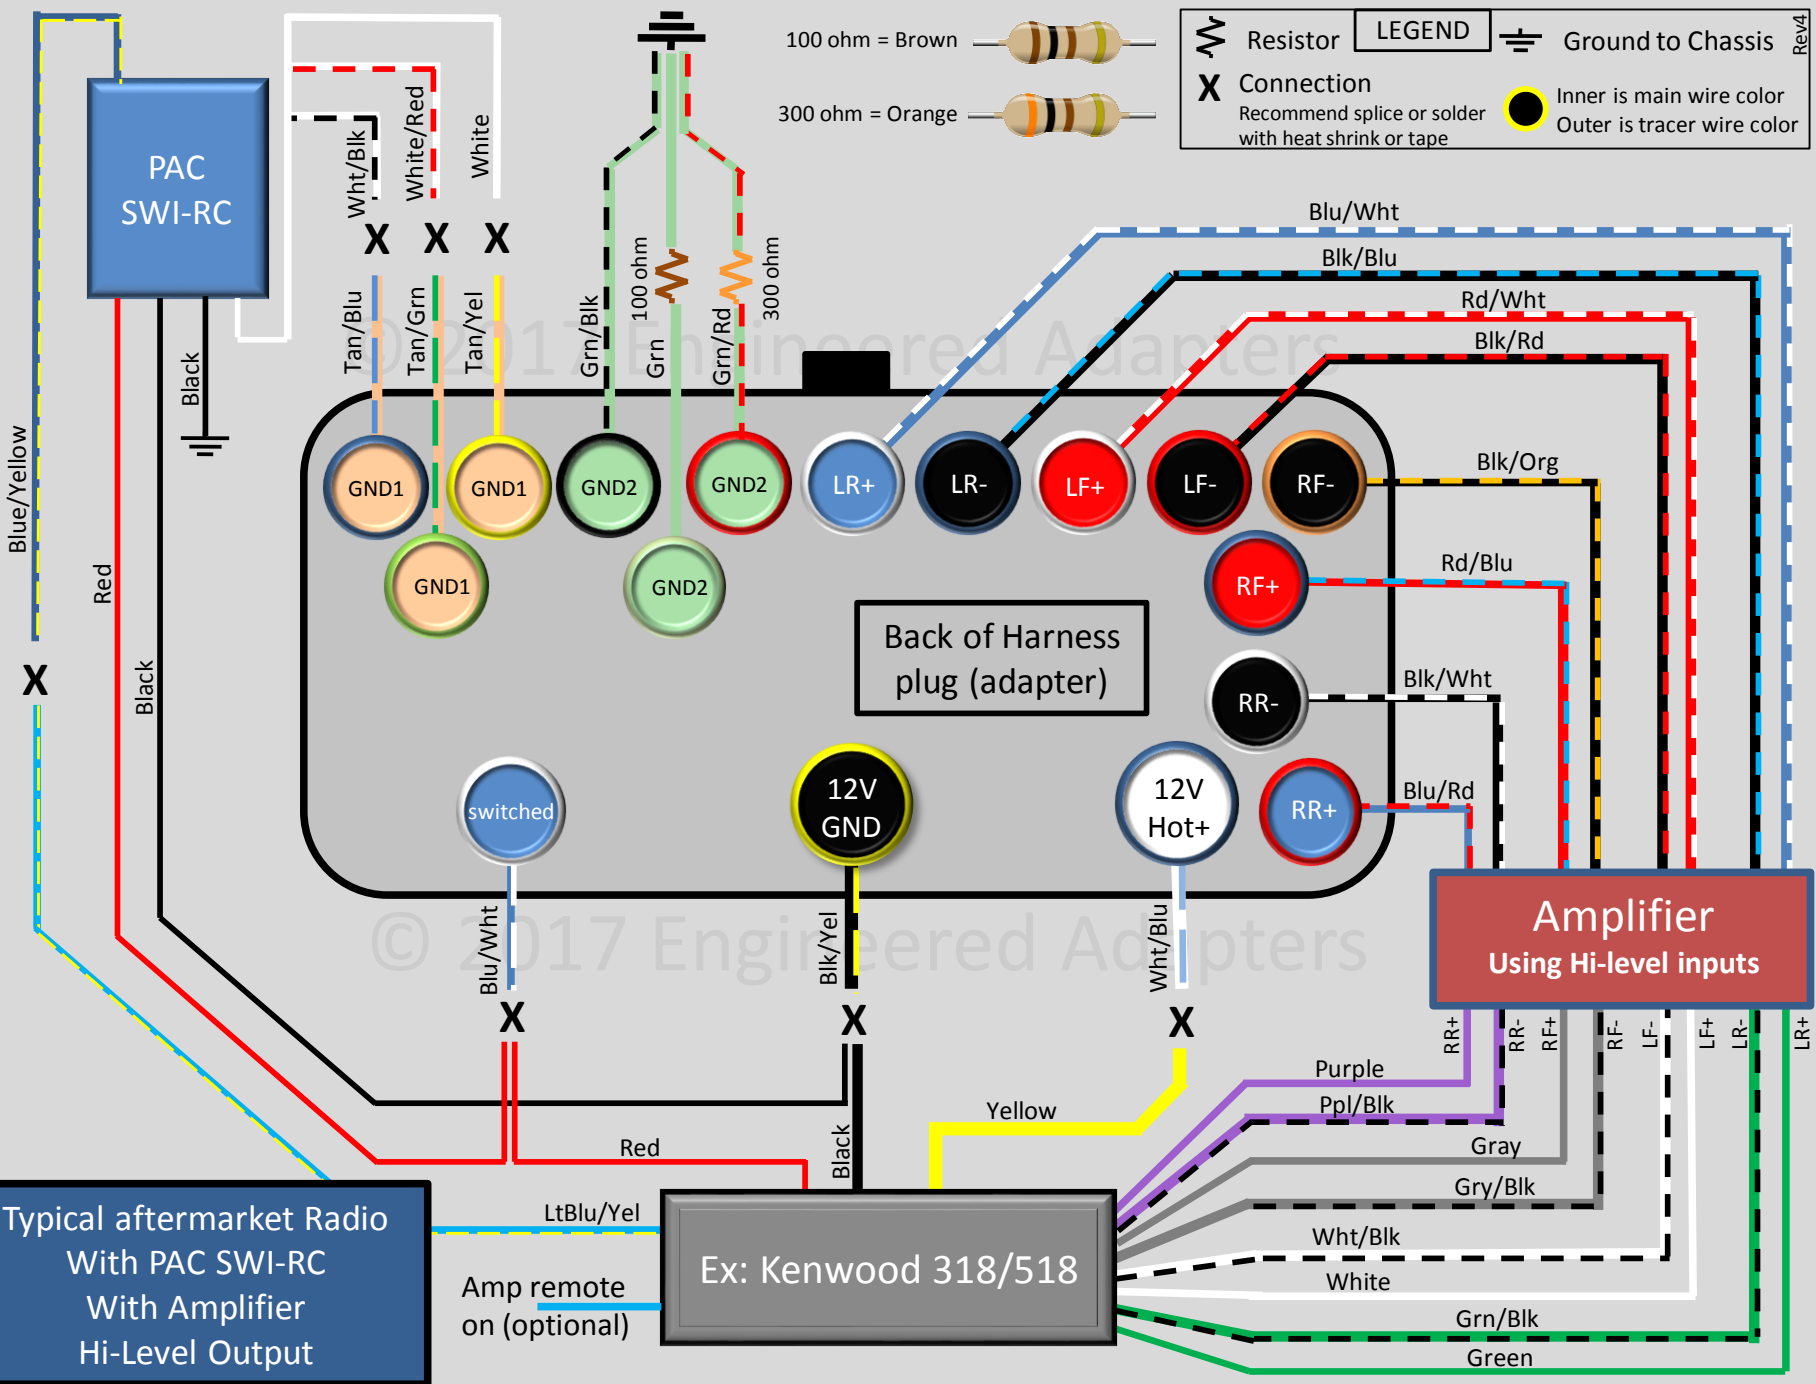 100 ohm = Brown
300 ohm = Orange
LEGEND
Resistor
Ground to Chassis
Rev4
X Connection
Recommend splice or solder
with heat shrink or tape
Inner is main wire color
Outer is tracer wire color
PAC
SWI-RC
Wht/Blk
White/Red
White
X X X
Tan/Blu
Tan/Grn
Tan/Yel
Grn/Blk
100 ohm
Grn
Grn/Rd
300 ohm
Blu/Wht
Blk/Blu
Rd/Wht
Blk/Rd
© 2017 Engineered Adapters
Black
Blue/Yellow
Red
Black
X
GND1
GND1
GND1
GND2
GND2
GND2
LR+
LR-
LF+
LF-
RF-
Blk/Org
RF+
Rd/Blu
Back of Harness
plug (adapter)
RR-
Blk/Wht
switched
12V
GND
12V
Hot+
RR+
Blu/Rd
Amplifier
Using Hi-level inputs
© 2017 Engineered Adapters
Blu/Wht
Blk/Yel
Wht/Blu
X
X
X
RR+
RR-
RF+
RF-
LF-
LF+
LR-
LR+
Purple
Ppl/Blk
Gray
Gry/Blk
Wht/Blk
White
Grn/Blk
Green
Yellow
Red
Black
LtBlu/Yel
Amp remote
on (optional)
Ex: Kenwood 318/518
Typical aftermarket Radio
With PAC SWI-RC
With Amplifier
Hi-Level Output